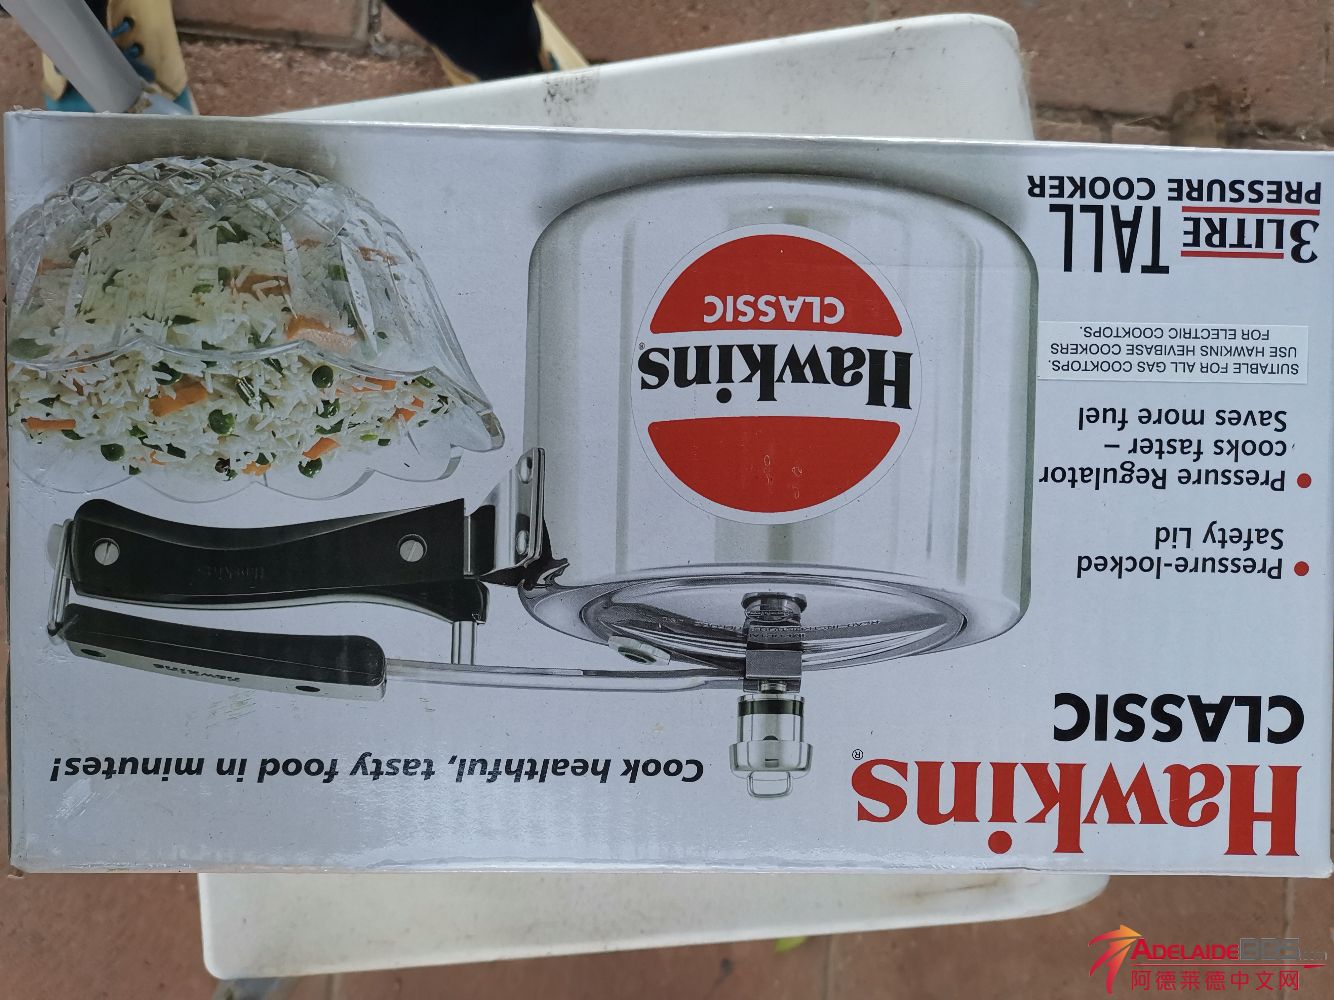 Hawkins®
CLASSIC
Cook healthful, tasty food in minutes!
• Pressure-locked
Safety Lid
• Pressure Regulator
cooks faster –
Saves more fuel
SUITABLE FOR ALL GAS COOKTOPS.
USE HAWKINS HEVIBASE COOKERS
FOR ELECTRIC COOKTOPS.
3 LITRE TALL
PRESSURE COOKER
Hawkins
Hawkins
Hawkins®
CLASSIC
ADELAIDEBBS
阿德莱德中文网